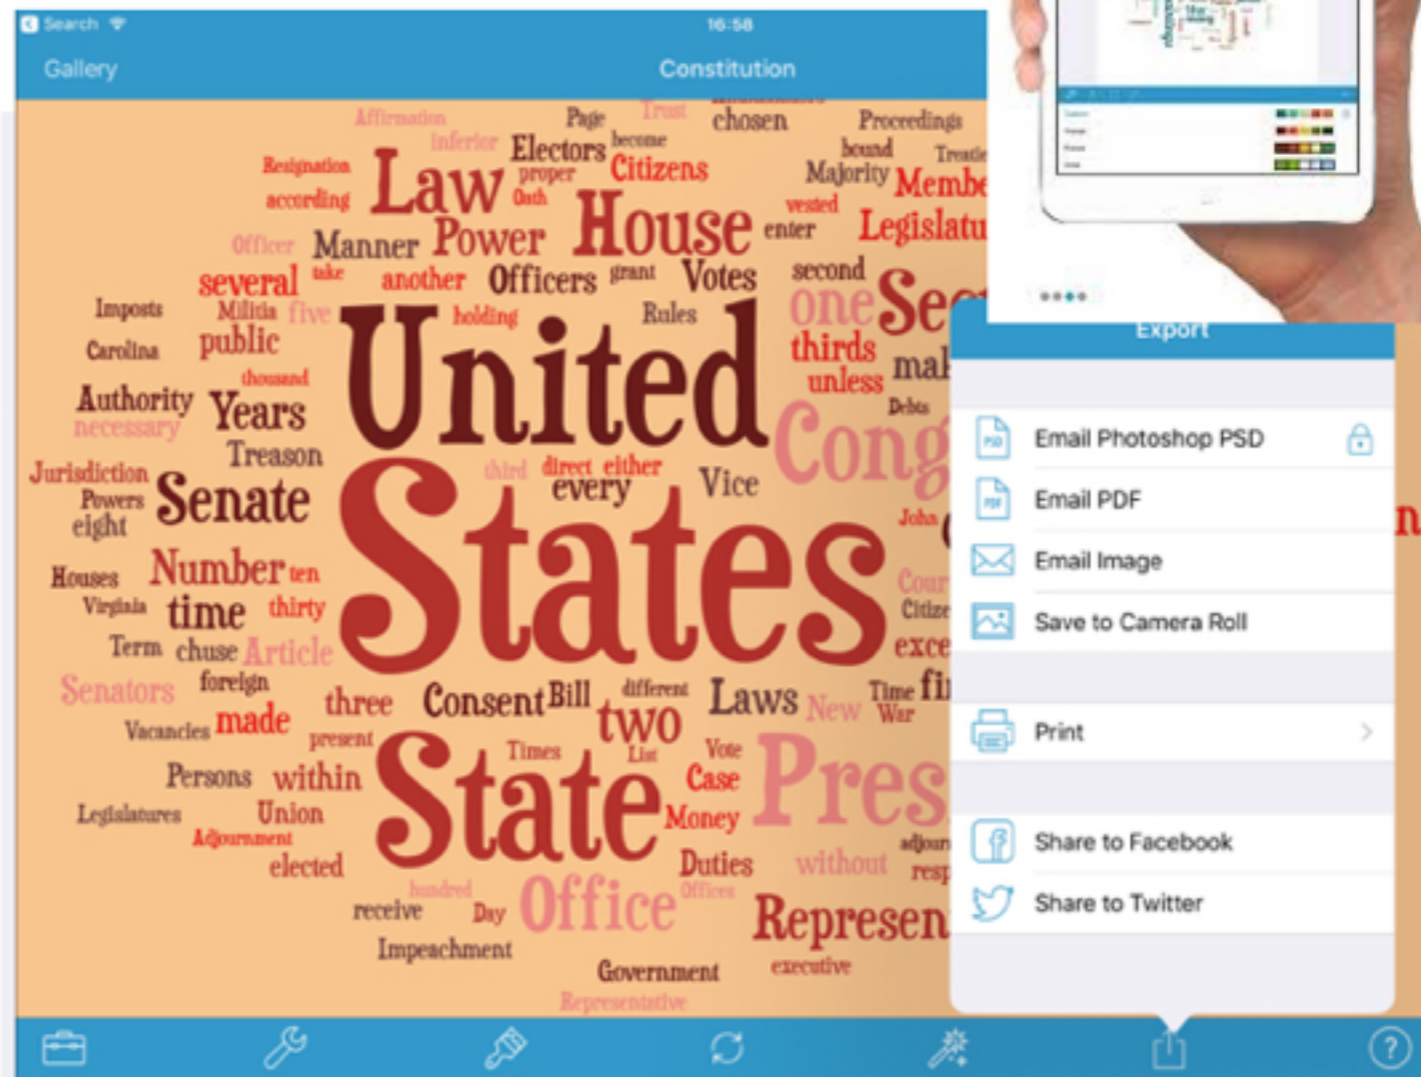 Search 16:58
Gallery Constitution
Affirmation Page Trust chosen Proceedings
inferior Electors become bound
Resignation Law proper Citizens Majority
according Oath House vested
Officer Manner Power enter
several take another Officers grant Votes second
Imposts Militia five United holding Rules one
Carolina public thirds
thousand unless
Authority Years Debts
necessary
Treason
Jurisdiction third direct either Vice
Powers Senate every
eight States John
Houses Number ten
Virginia time thirty
Term chuse Article
Senators foreign three Consent Bill different Laws New Time
Vacancies made two War
present State Times List Vote
Persons within Case
Legislatures Union Money
Adjournment
elected Duties without
hundred Office Offices
receive Day
Impeachment
Government executive
Representative
Export
PSD Email Photoshop PSD
PDF Email PDF
Email Image
Save to Camera Roll
Print
Share to Facebook
Share to Twitter
?